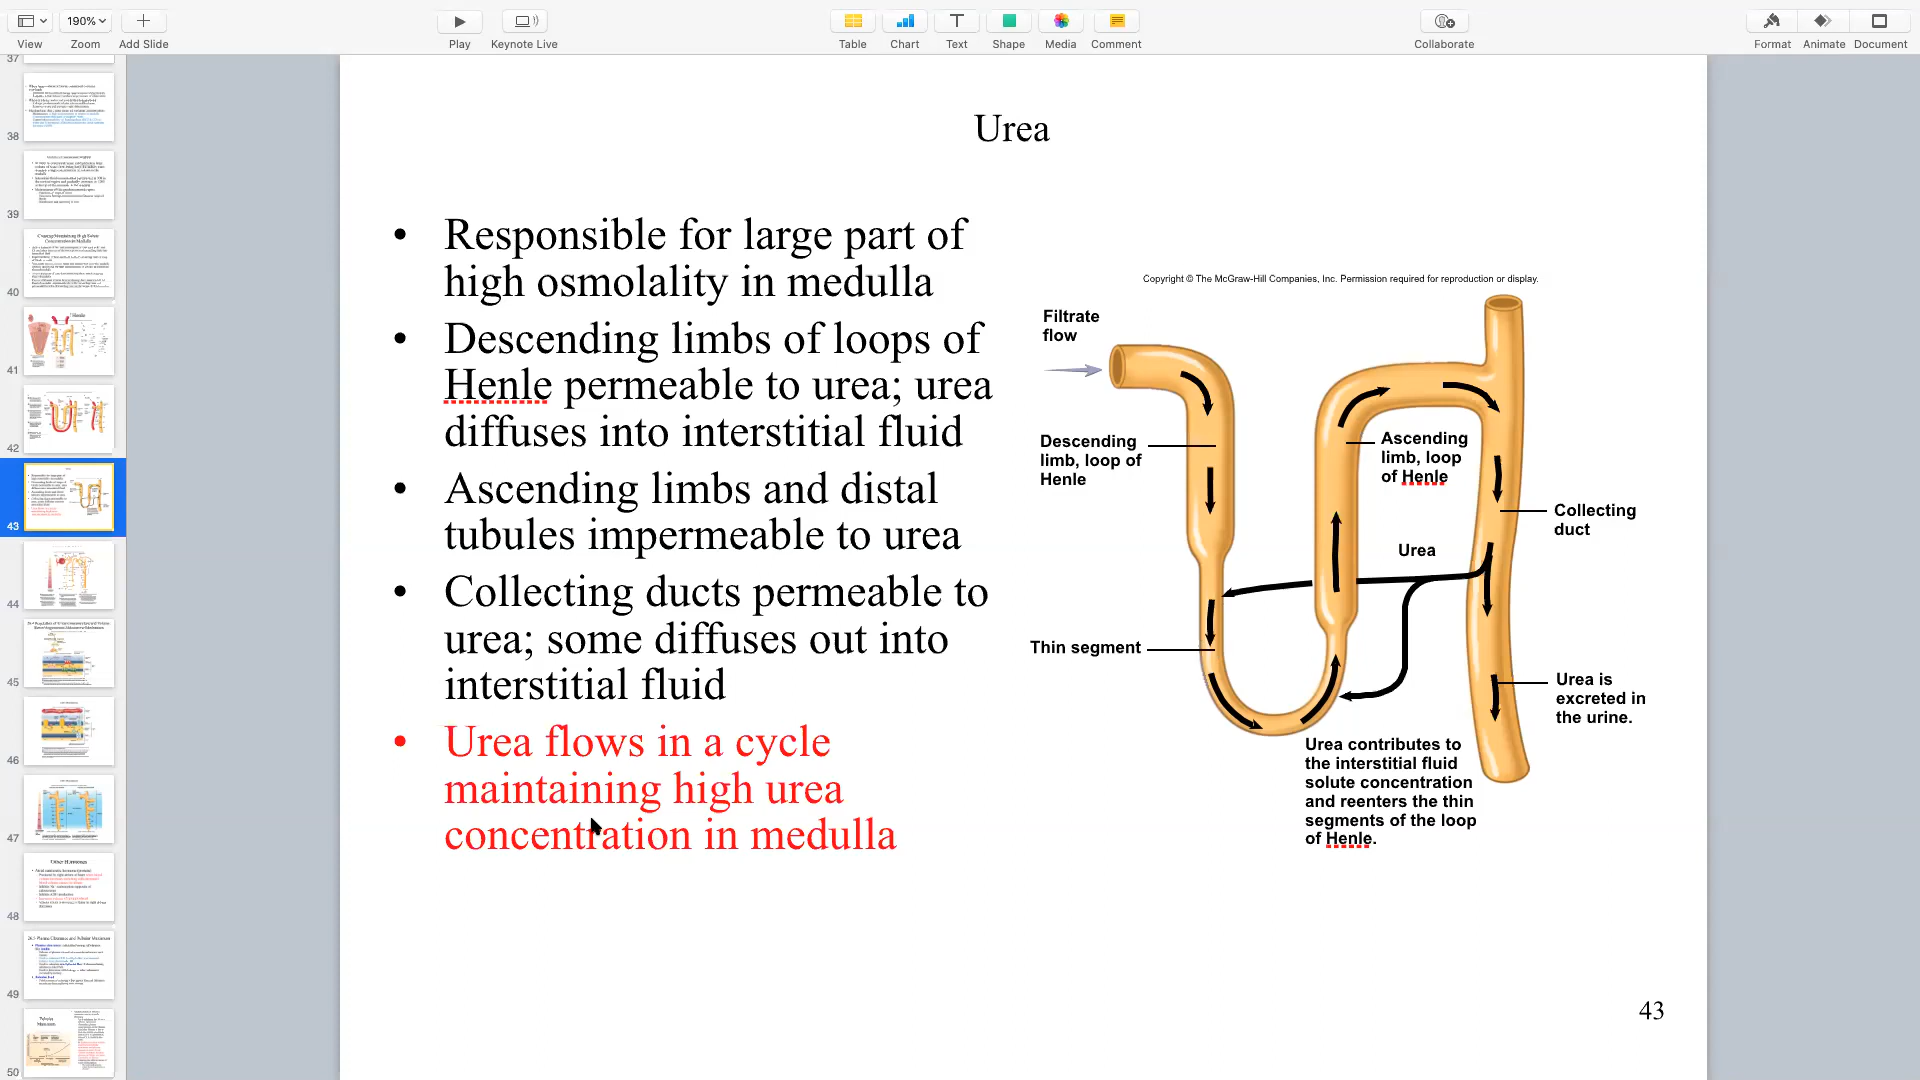 190%
View
Zoom
Add Slide
Play
Keynote Live
Table
Chart
Text
Shape
Media
Comment
Collaborate
Format
Animate
Document
37
38
39
40
41
42
43
44
45
46
47
48
49
50
Urea
• Responsible for large part of
high osmolality in medulla
• Descending limbs of loops of
Henle permeable to urea; urea
diffuses into interstitial fluid
• Ascending limbs and distal
tubules impermeable to urea
• Collecting ducts permeable to
urea; some diffuses out into
interstitial fluid
• Urea flows in a cycle
maintaining high urea
concentration in medulla
Copyright © The McGraw-Hill Companies, Inc. Permission required for reproduction or display.
Filtrate
flow
Descending
limb, loop of
Henle
Ascending
limb, loop
of Henle
Collecting
duct
Urea
Thin segment
Urea is
excreted in
the urine.
Urea contributes to
the interstitial fluid
solute concentration
and reenters the thin
segments of the loop
of Henle.
43